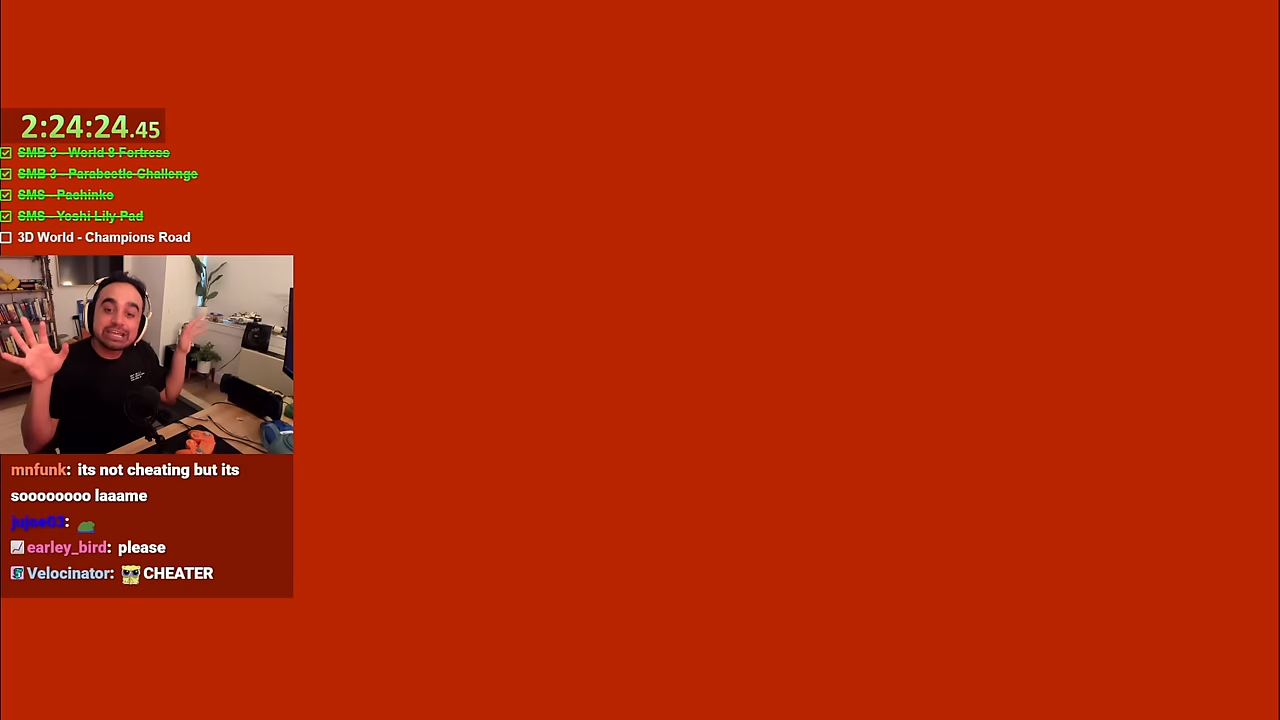 2:24:24.45
SMB 3 - World 8 Fortress
SMB 3 - Parabeetle Challenge
SMS - Pachinko
SMS - Yoshi Lily Pad
3D World - Champions Road
mnfunk: its not cheating but its
soooooooo laaame
jujne03:
earley_bird: please
Velocinator: CHEATER